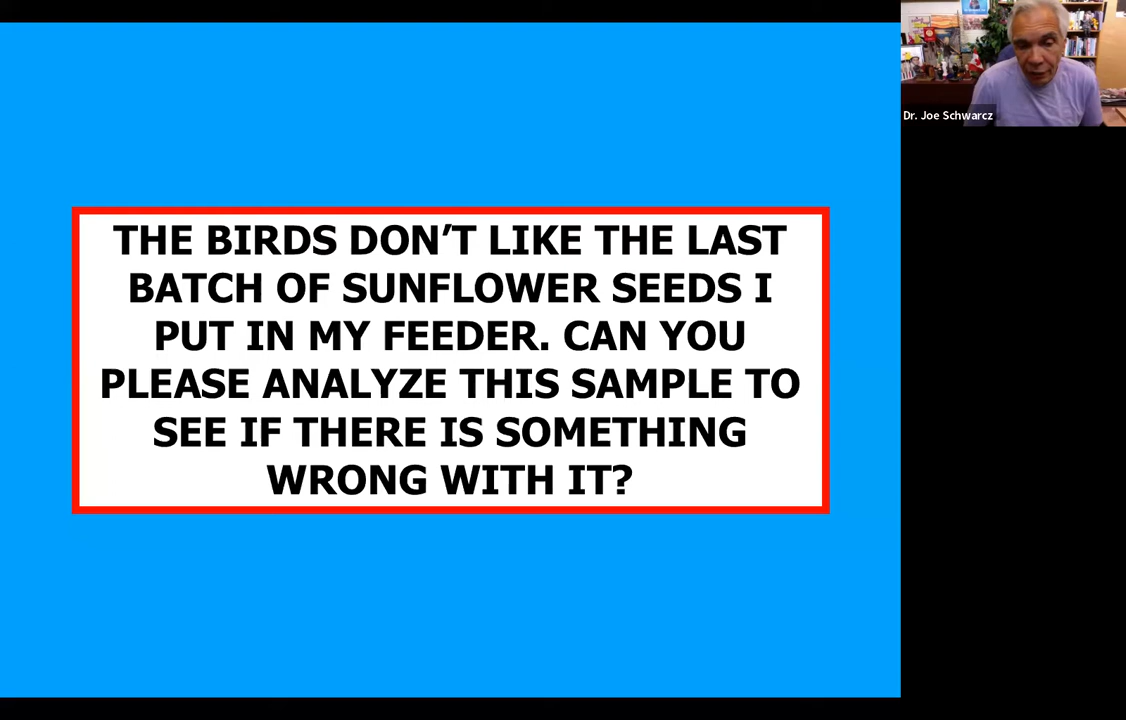 THE BIRDS DON’T LIKE THE LAST
BATCH OF SUNFLOWER SEEDS I
PUT IN MY FEEDER. CAN YOU
PLEASE ANALYZE THIS SAMPLE TO
SEE IF THERE IS SOMETHING
WRONG WITH IT?
Dr. Joe Schwarcz